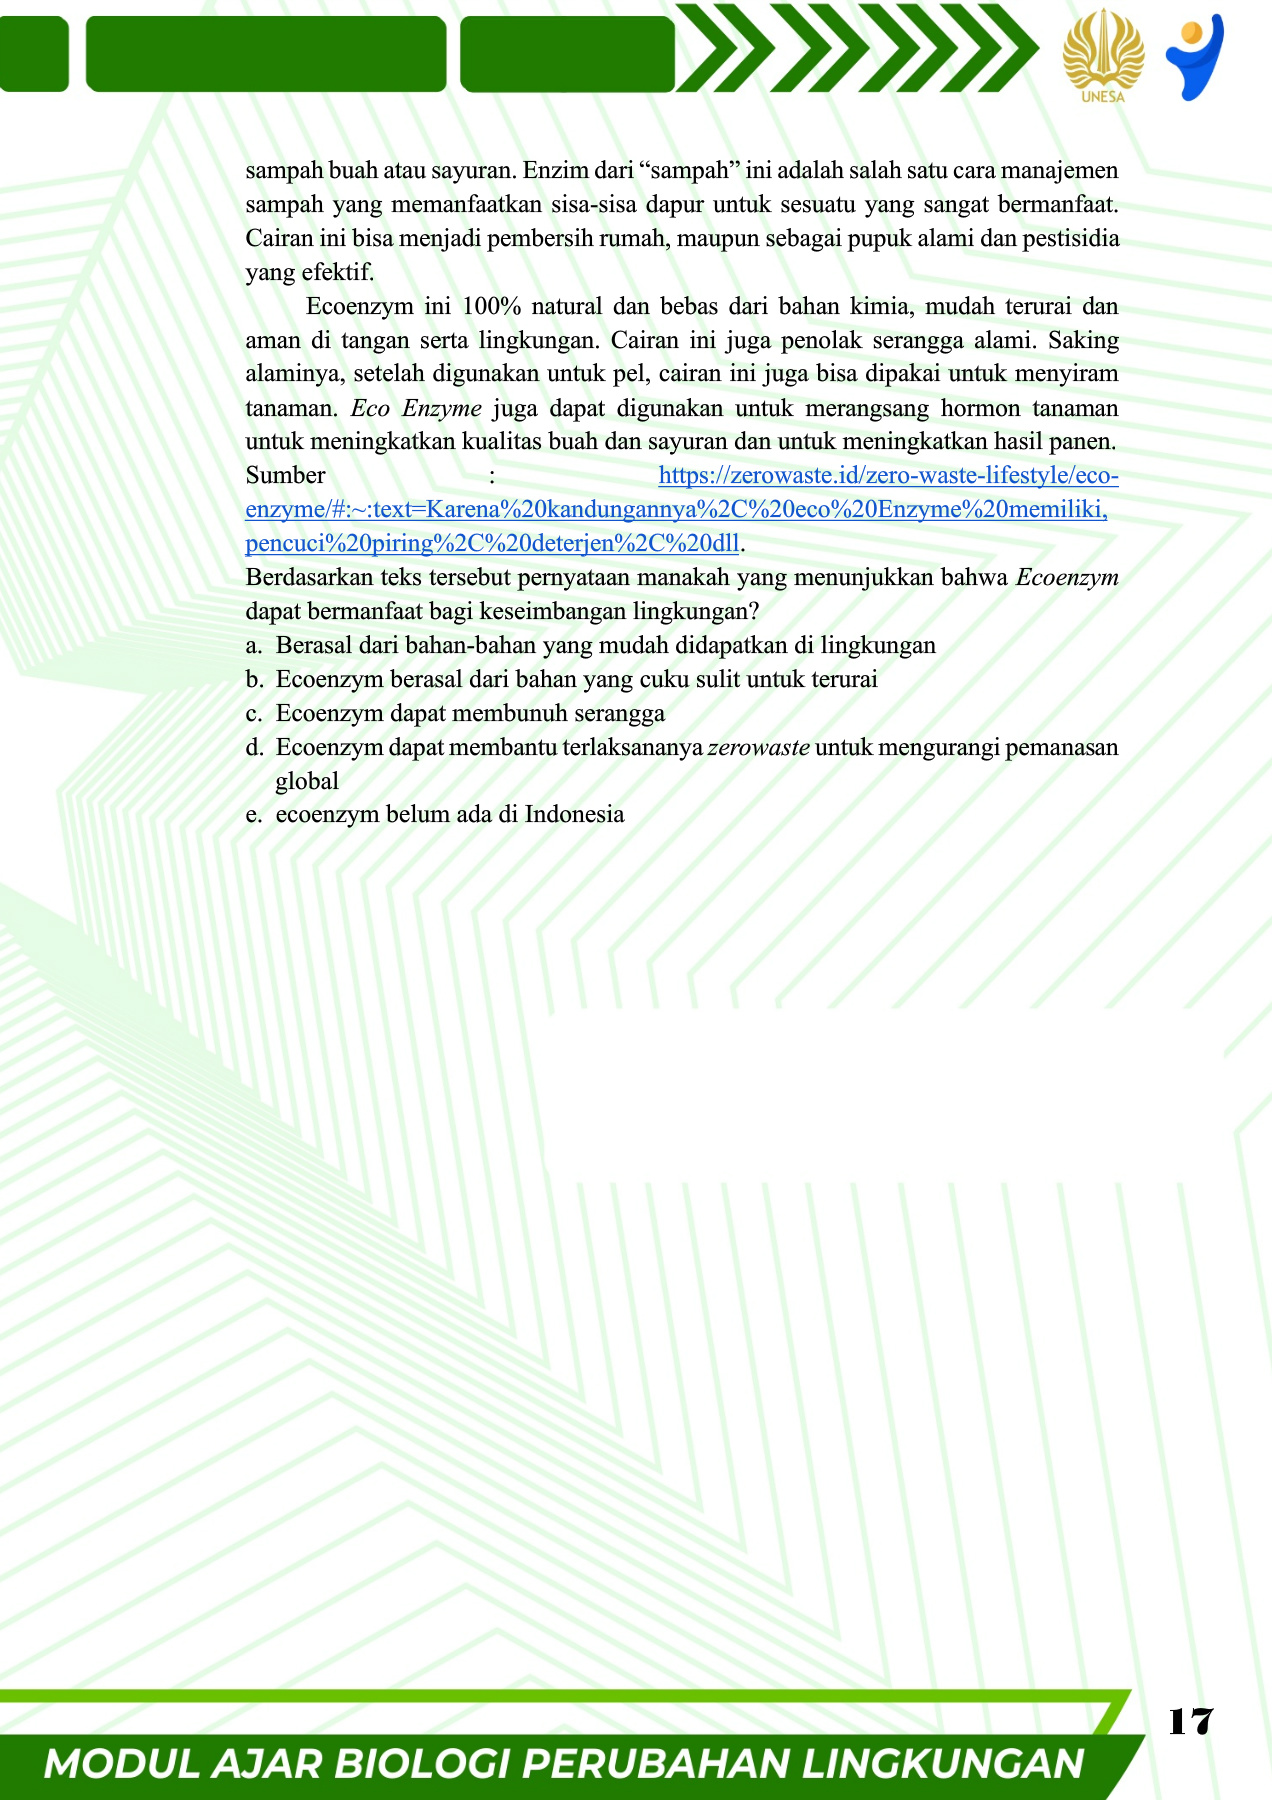 UNESA
sampah buah atau sayuran. Enzim dari “sampah” ini adalah salah satu cara manajemen
sampah yang memanfaatkan sisa-sisa dapur untuk sesuatu yang sangat bermanfaat.
Cairan ini bisa menjadi pembersih rumah, maupun sebagai pupuk alami dan pestisidia
yang efektif.
Ecoenzym ini 100% natural dan bebas dari bahan kimia, mudah terurai dan
aman di tangan serta lingkungan. Cairan ini juga penolak serangga alami. Saking
alaminya, setelah digunakan untuk pel, cairan ini juga bisa dipakai untuk menyiram
tanaman. Eco Enzyme juga dapat digunakan untuk merangsang hormon tanaman
untuk meningkatkan kualitas buah dan sayuran dan untuk meningkatkan hasil panen.
Sumber : https://zerowaste.id/zero-waste-lifestyle/eco-
enzyme/#:~:text=Karena%20kandungannya%2C%20eco%20Enzyme%20memiliki,
pencuci%20piring%2C%20deterjen%2C%20dll.
Berdasarkan teks tersebut pernyataan manakah yang menunjukkan bahwa Ecoenzym
dapat bermanfaat bagi keseimbangan lingkungan?
a. Berasal dari bahan-bahan yang mudah didapatkan di lingkungan
b. Ecoenzym berasal dari bahan yang cuku sulit untuk terurai
c. Ecoenzym dapat membunuh serangga
d. Ecoenzym dapat membantu terlaksananya zerowaste untuk mengurangi pemanasan
global
e. ecoenzym belum ada di Indonesia
17
MODUL AJAR BIOLOGI PERUBAHAN LINGKUNGAN